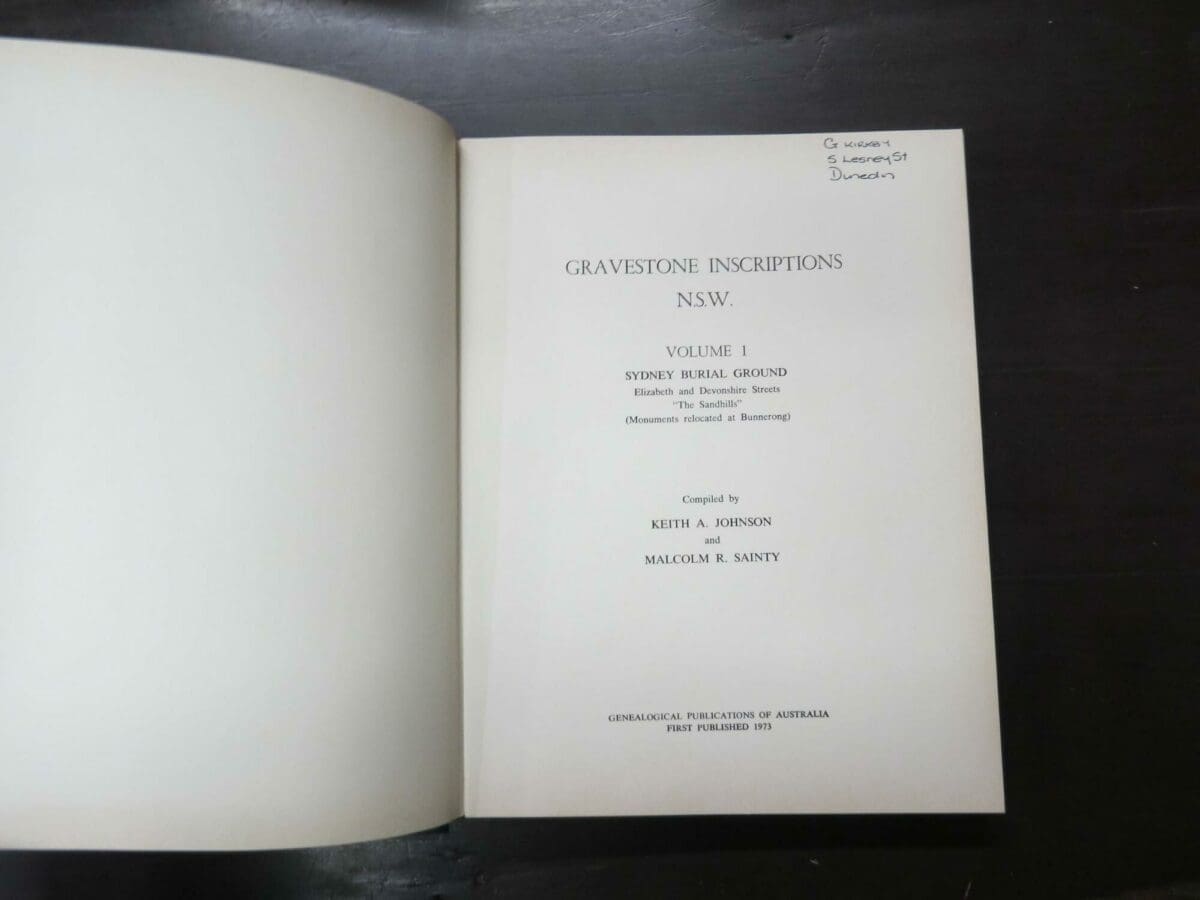 G KIRKBY
5 Lesney St
Dunedin
GRAVESTONE INSCRIPTIONS
N.S.W.
VOLUME 1
SYDNEY BURIAL GROUND
Elizabeth and Devonshire Streets
"The Sandhills"
(Monuments relocated at Bunnerong)
Compiled by
KEITH A. JOHNSON
and
MALCOLM R. SAINTY
GENEALOGICAL PUBLICATIONS OF AUSTRALIA
FIRST PUBLISHED 1973